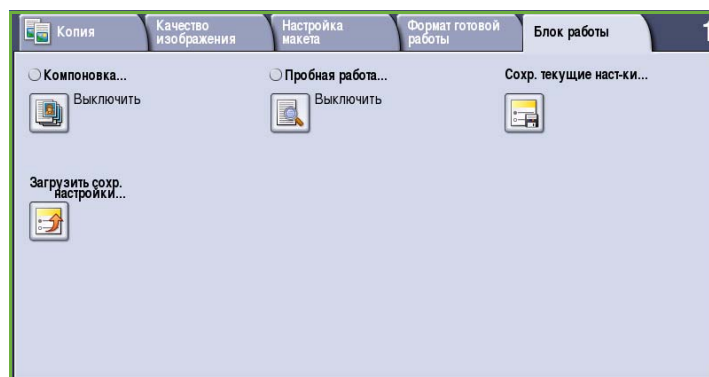 Копия
Качество
изображения
Настройка
макета
Формат готовой
работы
Блок работы
1
Компоновка...
Выключить
Пробная работа...
Выключить
Сохр. текущие наст-ки...
Загрузить сохр.
настройки...